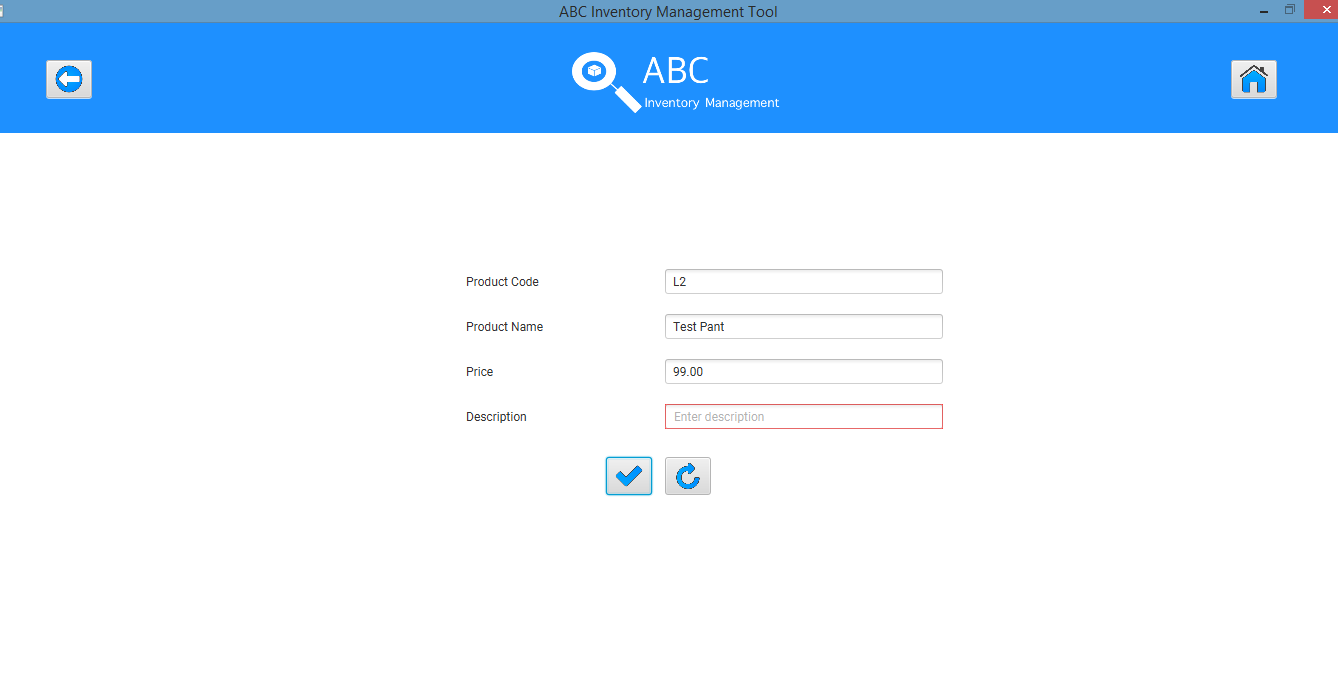 ABC Inventory Management Tool
ABC
Inventory Management
Product Code L2
Product Name Test Pant
Price 99.00
Description Enter description